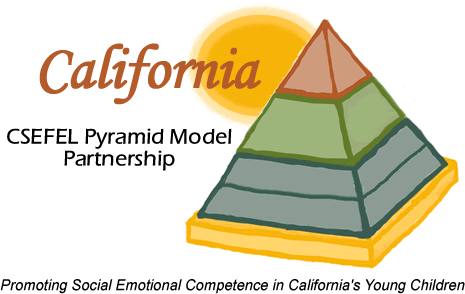 California
CSEFEL Pyramid Model
Partnership
Promoting Social Emotional Competence in California's Young Children